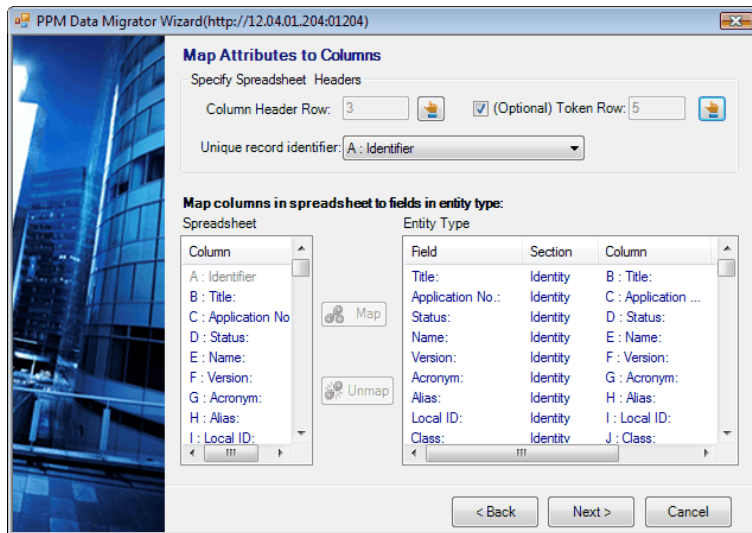 PPM Data Migrator Wizard(http://12.04.01.204:01204)
Map Attributes to Columns
Specify Spreadsheet Headers
Column Header Row: 3 (Optional) Token Row: 5
Unique record identifier: A : Identifier
Map columns in spreadsheet to fields in entity type:
Spreadsheet Entity Type
Column Field Section Column
A : Identifier Title: Identity B : Title:
B : Title: Application No.: Identity C : Application ...
C : Application No Status: Identity D : Status:
D : Status: Name: Identity E : Name:
E : Name: Version: Identity F : Version:
F : Version: Acronym: Identity G : Acronym:
G : Acronym: Alias: Identity H : Alias:
H : Alias: Local ID: Identity I : Local ID:
I : Local ID: Class: Identity J : Class:
Map
Unmap
< Back Next > Cancel